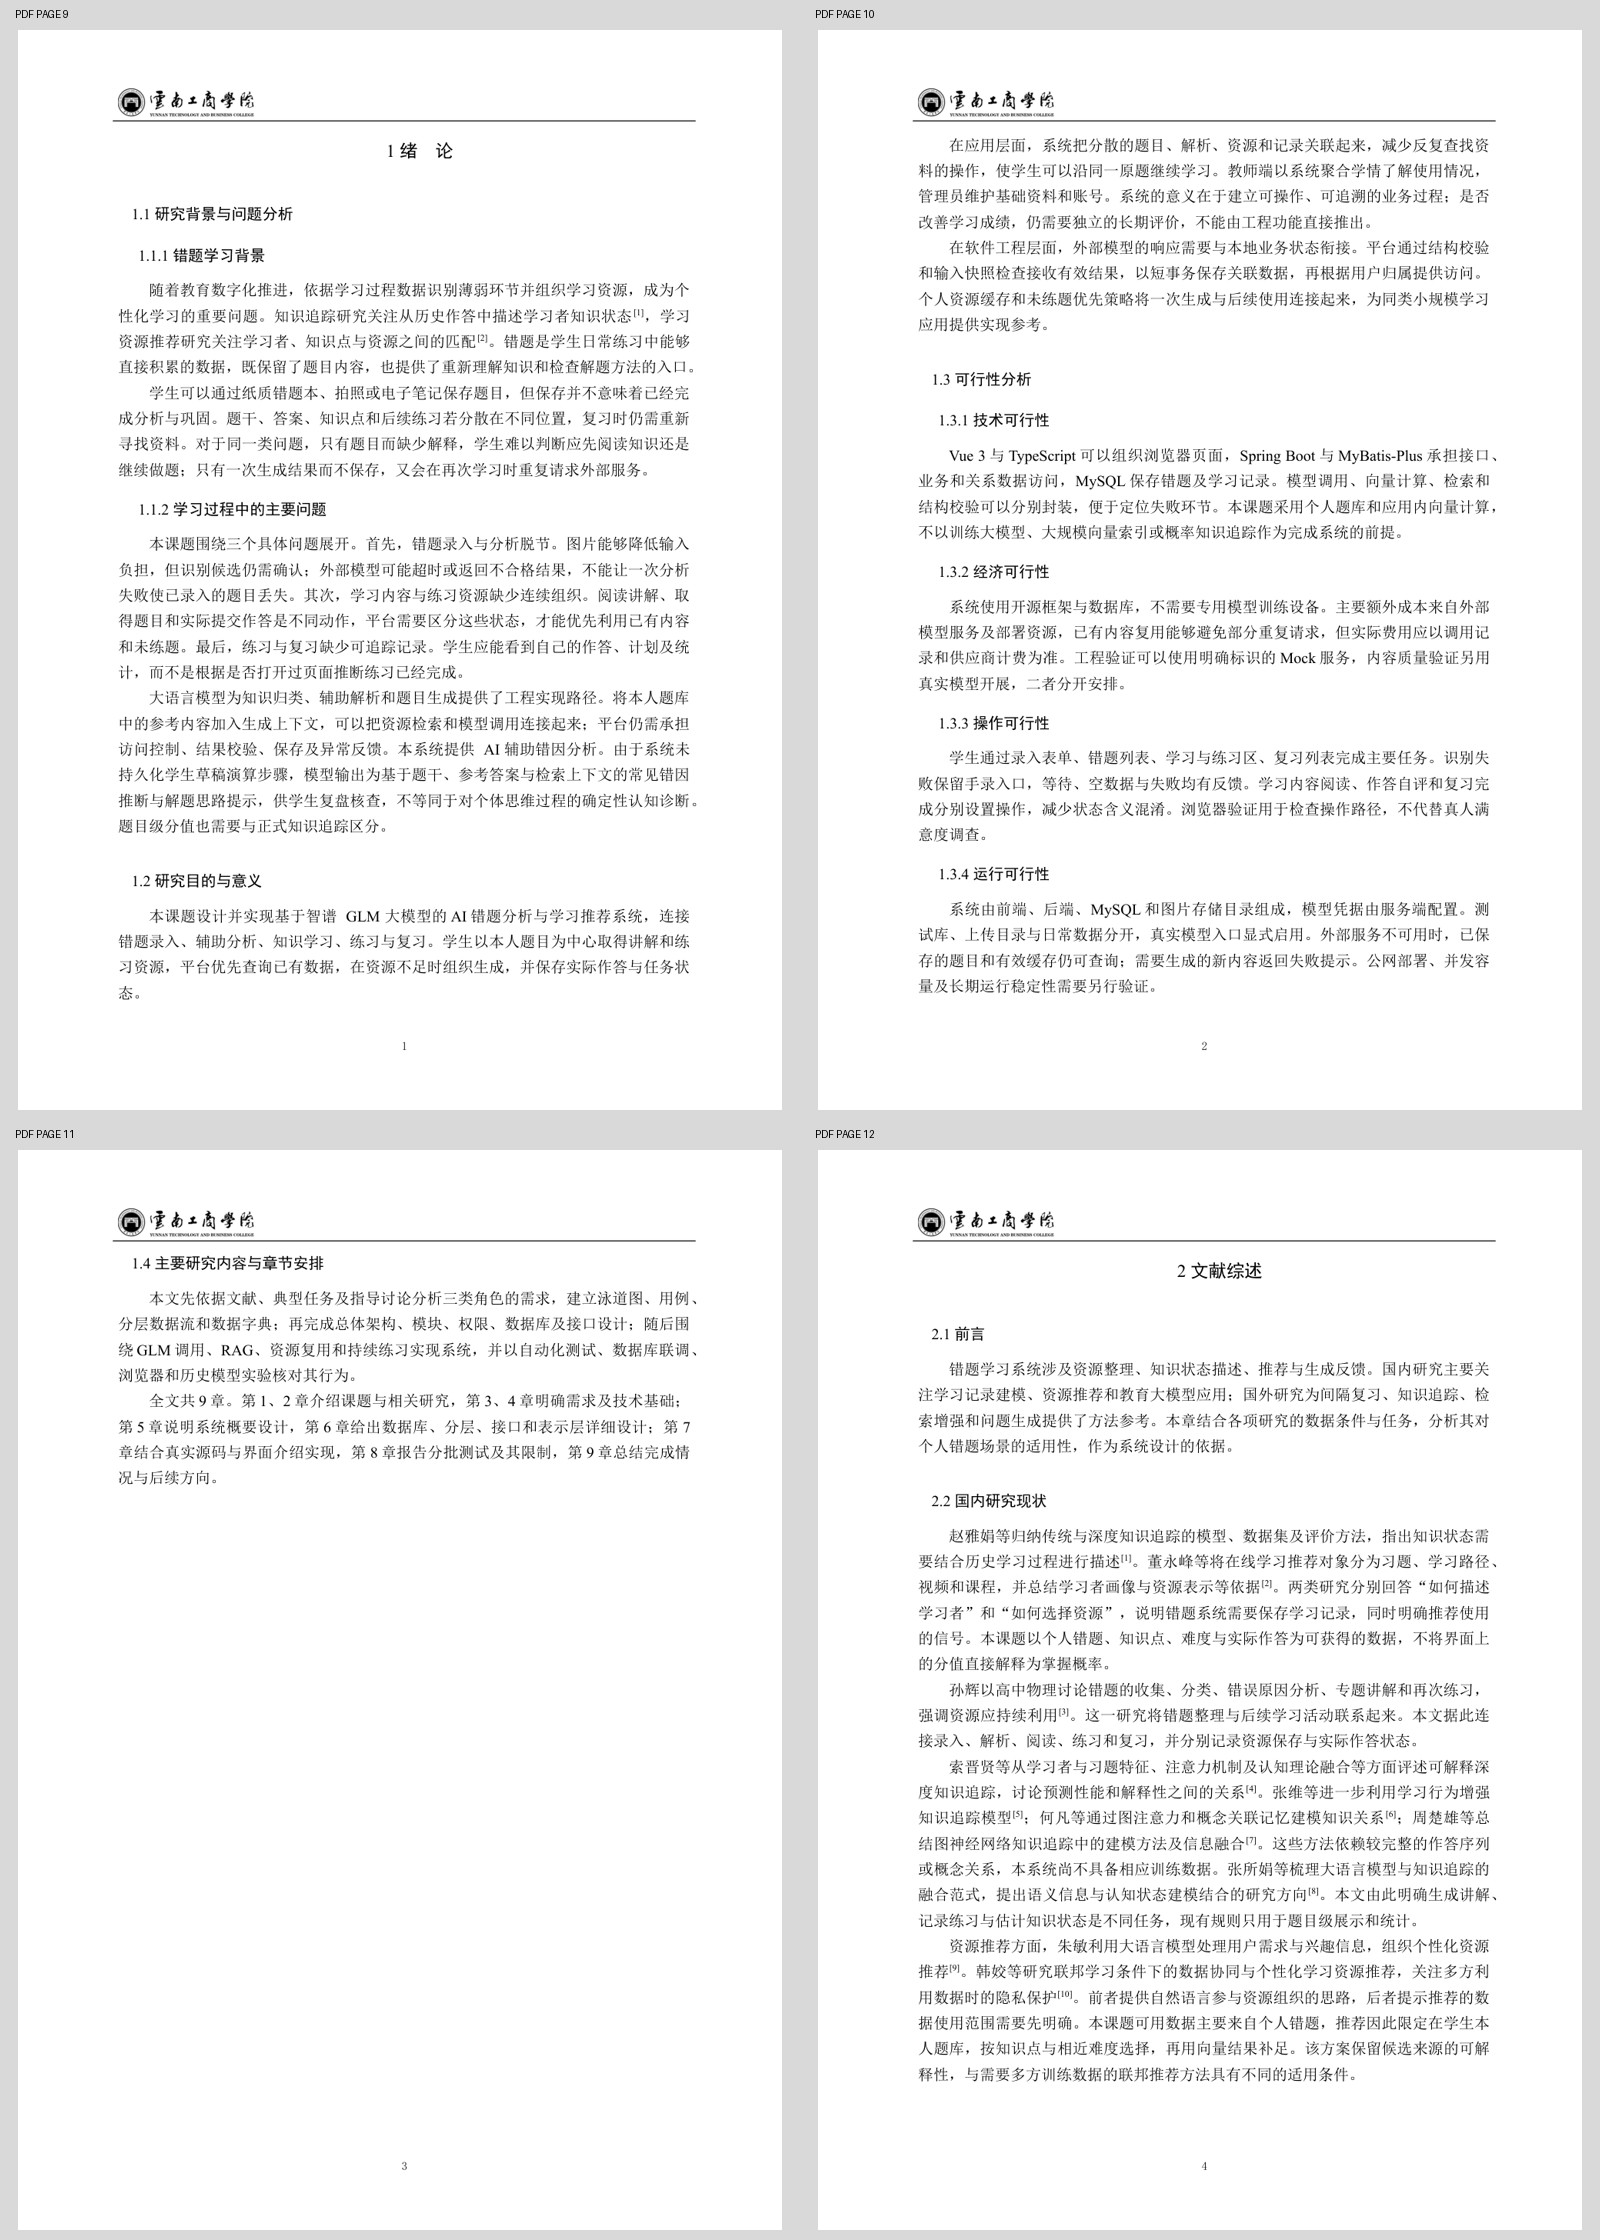 PDF PAGE 9
雲南工商學院
YUNNAN TECHNOLOGY AND BUSINESS COLLEGE
1 绪　论
1.1 研究背景与问题分析
1.1.1 错题学习背景
随着教育数字化推进，依据学习过程数据识别薄弱环节并组织学习资源，成为个
性化学习的重要问题。知识追踪研究关注从历史作答中描述学习者知识状态[1]，学习
资源推荐研究关注学习者、知识点与资源之间的匹配[2]。错题是学生日常练习中能够
直接积累的数据，既保留了题目内容，也提供了重新理解知识和检查解题方法的入口。
学生可以通过纸质错题本、拍照或电子笔记保存题目，但保存并不意味着已经完
成分析与巩固。题干、答案、知识点和后续练习若分散在不同位置，复习时仍需重新
寻找资料。对于同一类问题，只有题目而缺少解释，学生难以判断应先阅读知识还是
继续做题；只有一次生成结果而不保存，又会在再次学习时重复请求外部服务。
1.1.2 学习过程中的主要问题
本课题围绕三个具体问题展开。首先，错题录入与分析脱节。图片能够降低输入
负担，但识别候选仍需确认；外部模型可能超时或返回不合格结果，不能让一次分析
失败使已录入的题目丢失。其次，学习内容与练习资源缺少连续组织。阅读讲解、取
得题目和实际提交作答是不同动作，平台需要区分这些状态，才能优先利用已有内容
和未练题。最后，练习与复习缺少可追踪记录。学生应能看到自己的作答、计划及统
计，而不是根据是否打开过页面推断练习已经完成。
大语言模型为知识归类、辅助解析和题目生成提供了工程实现路径。将本人题库
中的参考内容加入生成上下文，可以把资源检索和模型调用连接起来；平台仍需承担
访问控制、结果校验、保存及异常反馈。本系统提供 AI 辅助错因分析。由于系统未
持久化学生草稿演算步骤，模型输出为基于题干、参考答案与检索上下文的常见错因
推断与解题思路提示，供学生复盘核查，不等同于对个体思维过程的确定性认知诊断。
题目级分值也需要与正式知识追踪区分。
1.2 研究目的与意义
本课题设计并实现基于智谱 GLM 大模型的 AI 错题分析与学习推荐系统，连接
错题录入、辅助分析、知识学习、练习与复习。学生以本人题目为中心取得讲解和练
习资源，平台优先查询已有数据，在资源不足时组织生成，并保存实际作答与任务状
态。
1
PDF PAGE 10
雲南工商學院
YUNNAN TECHNOLOGY AND BUSINESS COLLEGE
在应用层面，系统把分散的题目、解析、资源和记录关联起来，减少反复查找资
料的操作，使学生可以沿同一原题继续学习。教师端以系统聚合学情了解使用情况，
管理员维护基础资料和账号。系统的意义在于建立可操作、可追溯的业务过程；是否
改善学习成绩，仍需要独立的长期评价，不能由工程功能直接推出。
在软件工程层面，外部模型的响应需要与本地业务状态衔接。平台通过结构校验
和输入快照检查接收有效结果，以短事务保存关联数据，再根据用户归属提供访问。
个人资源缓存和未练题优先策略将一次生成与后续使用连接起来，为同类小规模学习
应用提供实现参考。
1.3 可行性分析
1.3.1 技术可行性
Vue 3 与 TypeScript 可以组织浏览器页面，Spring Boot 与 MyBatis-Plus 承担接口、
业务和关系数据访问，MySQL 保存错题及学习记录。模型调用、向量计算、检索和
结构校验可以分别封装，便于定位失败环节。本课题采用个人题库和应用内向量计算，
不以训练大模型、大规模向量索引或概率知识追踪作为完成系统的前提。
1.3.2 经济可行性
系统使用开源框架与数据库，不需要专用模型训练设备。主要额外成本来自外部
模型服务及部署资源，已有内容复用能够避免部分重复请求，但实际费用应以调用记
录和供应商计费为准。工程验证可以使用明确标识的 Mock 服务，内容质量验证另用
真实模型开展，二者分开安排。
1.3.3 操作可行性
学生通过录入表单、错题列表、学习与练习区、复习列表完成主要任务。识别失
败保留手录入口，等待、空数据与失败均有反馈。学习内容阅读、作答自评和复习完
成分别设置操作，减少状态含义混淆。浏览器验证用于检查操作路径，不代替真人满
意度调查。
1.3.4 运行可行性
系统由前端、后端、MySQL 和图片存储目录组成，模型凭据由服务端配置。测
试库、上传目录与日常数据分开，真实模型入口显式启用。外部服务不可用时，已保
存的题目和有效缓存仍可查询；需要生成的新内容返回失败提示。公网部署、并发容
量及长期运行稳定性需要另行验证。
2
PDF PAGE 11
雲南工商學院
YUNNAN TECHNOLOGY AND BUSINESS COLLEGE
1.4 主要研究内容与章节安排
本文先依据文献、典型任务及指导讨论分析三类角色的需求，建立泳道图、用例、
分层数据流和数据字典；再完成总体架构、模块、权限、数据库及接口设计；随后围
绕 GLM 调用、RAG、资源复用和持续练习实现系统，并以自动化测试、数据库联调、
浏览器和历史模型实验核对其行为。
全文共 9 章。第 1、2 章介绍课题与相关研究，第 3、4 章明确需求及技术基础；
第 5 章说明系统概要设计，第 6 章给出数据库、分层、接口和表示层详细设计；第 7
章结合真实源码与界面介绍实现，第 8 章报告分批测试及其限制，第 9 章总结完成情
况与后续方向。
3
PDF PAGE 12
雲南工商學院
YUNNAN TECHNOLOGY AND BUSINESS COLLEGE
2 文献综述
2.1 前言
错题学习系统涉及资源整理、知识状态描述、推荐与生成反馈。国内研究主要关
注学习记录建模、资源推荐和教育大模型应用；国外研究为间隔复习、知识追踪、检
索增强和问题生成提供了方法参考。本章结合各项研究的数据条件与任务，分析其对
个人错题场景的适用性，作为系统设计的依据。
2.2 国内研究现状
赵雅娟等归纳传统与深度知识追踪的模型、数据集及评价方法，指出知识状态需
要结合历史学习过程进行描述[1]。董永峰等将在线学习推荐对象分为习题、学习路径、
视频和课程，并总结学习者画像与资源表示等依据[2]。两类研究分别回答“如何描述
学习者”和“如何选择资源”，说明错题系统需要保存学习记录，同时明确推荐使用
的信号。本课题以个人错题、知识点、难度与实际作答为可获得的数据，不将界面上
的分值直接解释为掌握概率。
孙辉以高中物理讨论错题的收集、分类、错误原因分析、专题讲解和再次练习，
强调资源应持续利用[3]。这一研究将错题整理与后续学习活动联系起来。本文据此连
接录入、解析、阅读、练习和复习，并分别记录资源保存与实际作答状态。
索晋贤等从学习者与习题特征、注意力机制及认知理论融合等方面评述可解释深
度知识追踪，讨论预测性能和解释性之间的关系[4]。张维等进一步利用学习行为增强
知识追踪模型[5]；何凡等通过图注意力和概念关联记忆建模知识关系[6]；周楚雄等总
结图神经网络知识追踪中的建模方法及信息融合[7]。这些方法依赖较完整的作答序列
或概念关系，本系统尚不具备相应训练数据。张所娟等梳理大语言模型与知识追踪的
融合范式，提出语义信息与认知状态建模结合的研究方向[8]。本文由此明确生成讲解、
记录练习与估计知识状态是不同任务，现有规则只用于题目级展示和统计。
资源推荐方面，朱敏利用大语言模型处理用户需求与兴趣信息，组织个性化资源
推荐[9]。韩姣等研究联邦学习条件下的数据协同与个性化学习资源推荐，关注多方利
用数据时的隐私保护[10]。前者提供自然语言参与资源组织的思路，后者提示推荐的数
据使用范围需要先明确。本课题可用数据主要来自个人错题，推荐因此限定在学生本
人题库，按知识点与相近难度选择，再用向量结果补足。该方案保留候选来源的可解
释性，与需要多方训练数据的联邦推荐方法具有不同的适用条件。
4